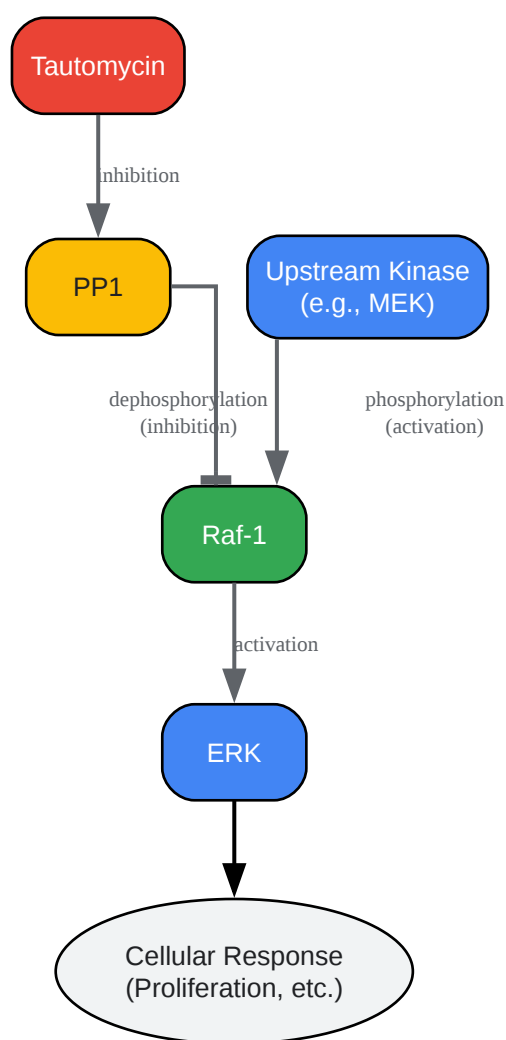 Tautomycin
inhibition
PP1
Upstream Kinase
(e.g., MEK)
dephosphorylation
(inhibition)
phosphorylation
(activation)
Raf-1
activation
ERK
Cellular Response
(Proliferation, etc.)